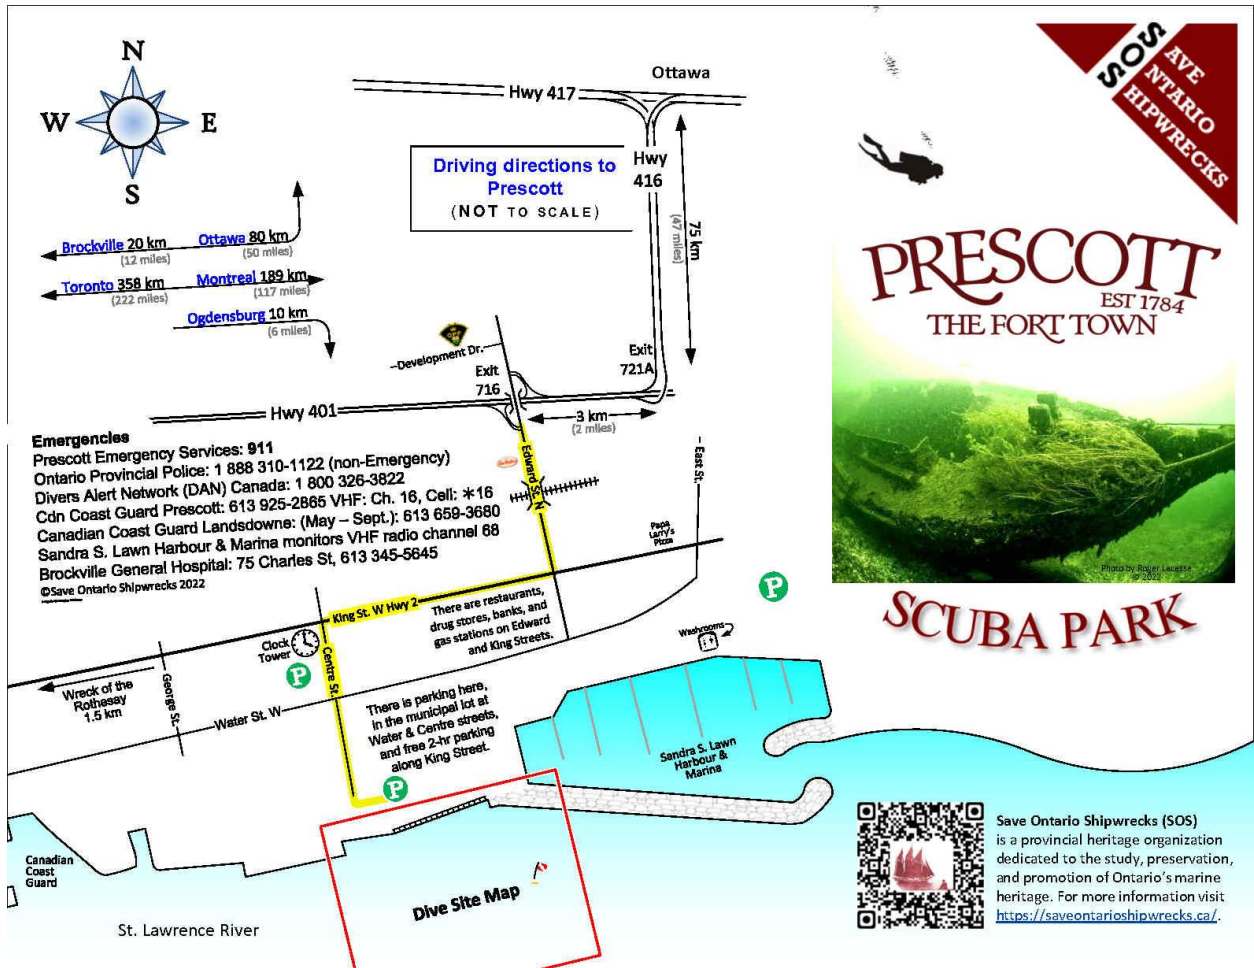 N
W E
S
Ottawa
Hwy 417
Driving directions to
Prescott
(NOT TO SCALE)
Hwy
416
75 km
(47 miles)
Brockville 20 km
(12 miles)
Ottawa 80 km
(50 miles)
Toronto 358 km
(222 miles)
Montreal 189 km
(117 miles)
Ogdensburg 10 km
(6 miles)
OPP
Development Dr.
Exit
716
Exit
721A
Hwy 401
3 km
(2 miles)
Emergencies
Prescott Emergency Services: 911
Ontario Provincial Police: 1 888 310-1122 (non-Emergency)
Divers Alert Network (DAN) Canada: 1 800 326-3822
Cdn Coast Guard Prescott: 613 925-2865 VHF: Ch. 16, Cell: ∗16
Canadian Coast Guard Landsdowne: (May – Sept.): 613 659-3680
Sandra S. Lawn Harbour & Marina monitors VHF radio channel 68
Brockville General Hospital: 75 Charles St, 613 345-5645
©Save Ontario Shipwrecks 2022
Edward St. N
East St.
Papa
Larry's
Pizza
P
King St. W Hwy 2
There are restaurants,
drug stores, banks, and
gas stations on Edward
and King Streets.
Clock
Tower
P
Centre St.
Washrooms
Wreck of the
Rothesay
1.5 km
George St.
Water St. W
There is parking here,
in the municipal lot at
Water & Centre streets,
and free 2-hr parking
along King Street.
P
Sandra S. Lawn
Harbour &
Marina
Canadian
Coast
Guard
St. Lawrence River
Dive Site Map
SOS
SAVE
ONTARIO
SHIPWRECKS
PRESCOTT
EST 1784
THE FORT TOWN
Photo by Roger Lacasse
© 2022
SCUBA PARK
Save Ontario Shipwrecks (SOS)
is a provincial heritage organization
dedicated to the study, preservation,
and promotion of Ontario's marine
heritage. For more information visit
https://saveontarioshipwrecks.ca/.